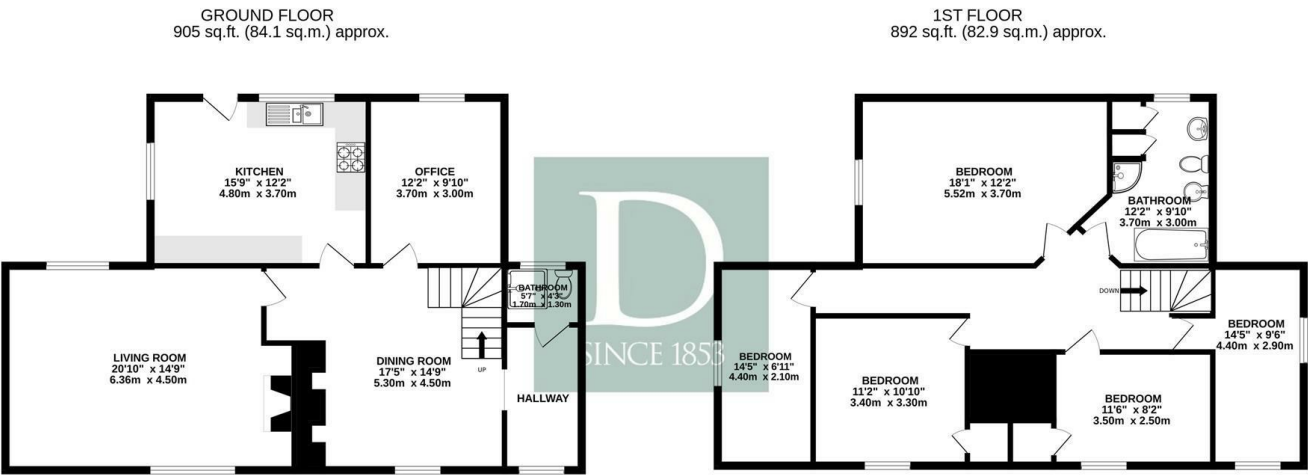 GROUND FLOOR
905 sq.ft. (84.1 sq.m.) approx.
1ST FLOOR
892 sq.ft. (82.9 sq.m.) approx.
KITCHEN
15'9" x 12'2"
4.80m x 3.70m
OFFICE
12'2" x 9'10"
3.70m x 3.00m
BATHROOM
5'7" x 4'3"
1.70m x 1.30m
LIVING ROOM
20'10" x 14'9"
6.36m x 4.50m
DINING ROOM
17'5" x 14'9"
5.30m x 4.50m
UP
HALLWAY
D
SINCE 1853
BEDROOM
18'1" x 12'2"
5.52m x 3.70m
BATHROOM
12'2" x 9'10"
3.70m x 3.00m
DOWN
BEDROOM
14'5" x 9'6"
4.40m x 2.90m
BEDROOM
14'5" x 6'11"
4.40m x 2.10m
BEDROOM
11'2" x 10'10"
3.40m x 3.30m
BEDROOM
11'6" x 8'2"
3.50m x 2.50m